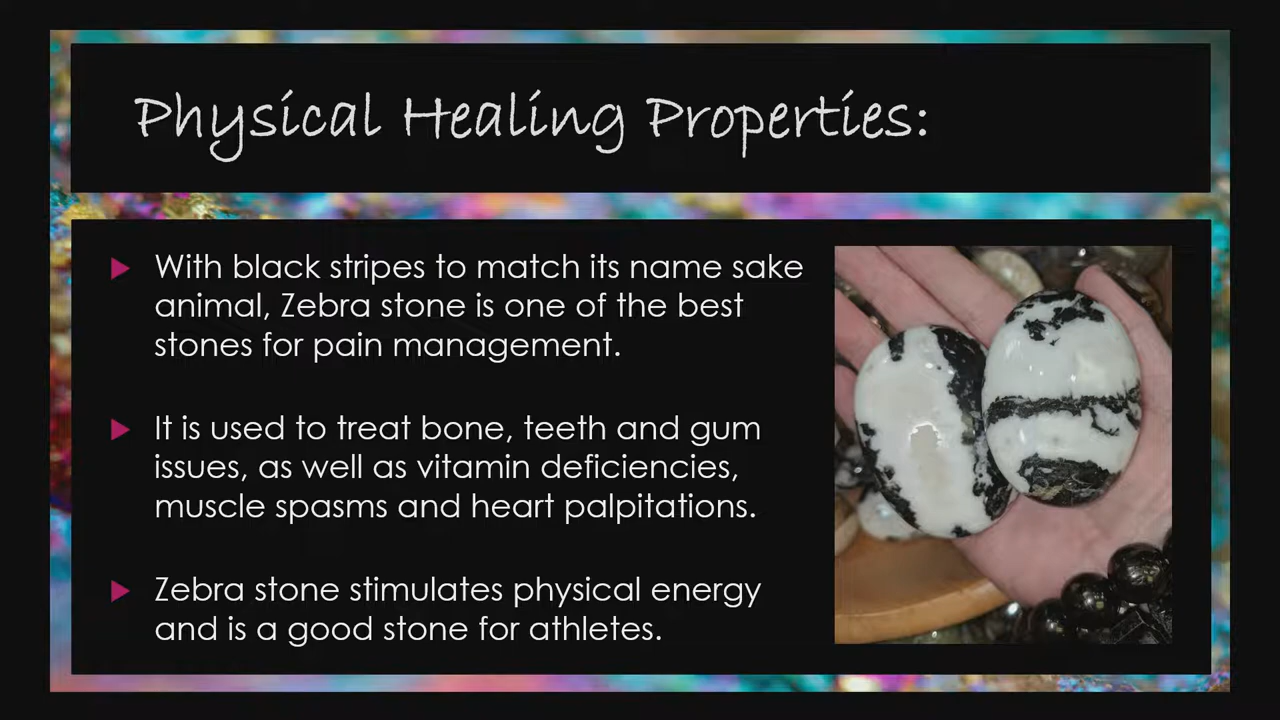 Physical Healing Properties:
With black stripes to match its name sake
animal, Zebra stone is one of the best
stones for pain management.
It is used to treat bone, teeth and gum
issues, as well as vitamin deficiencies,
muscle spasms and heart palpitations.
Zebra stone stimulates physical energy
and is a good stone for athletes.